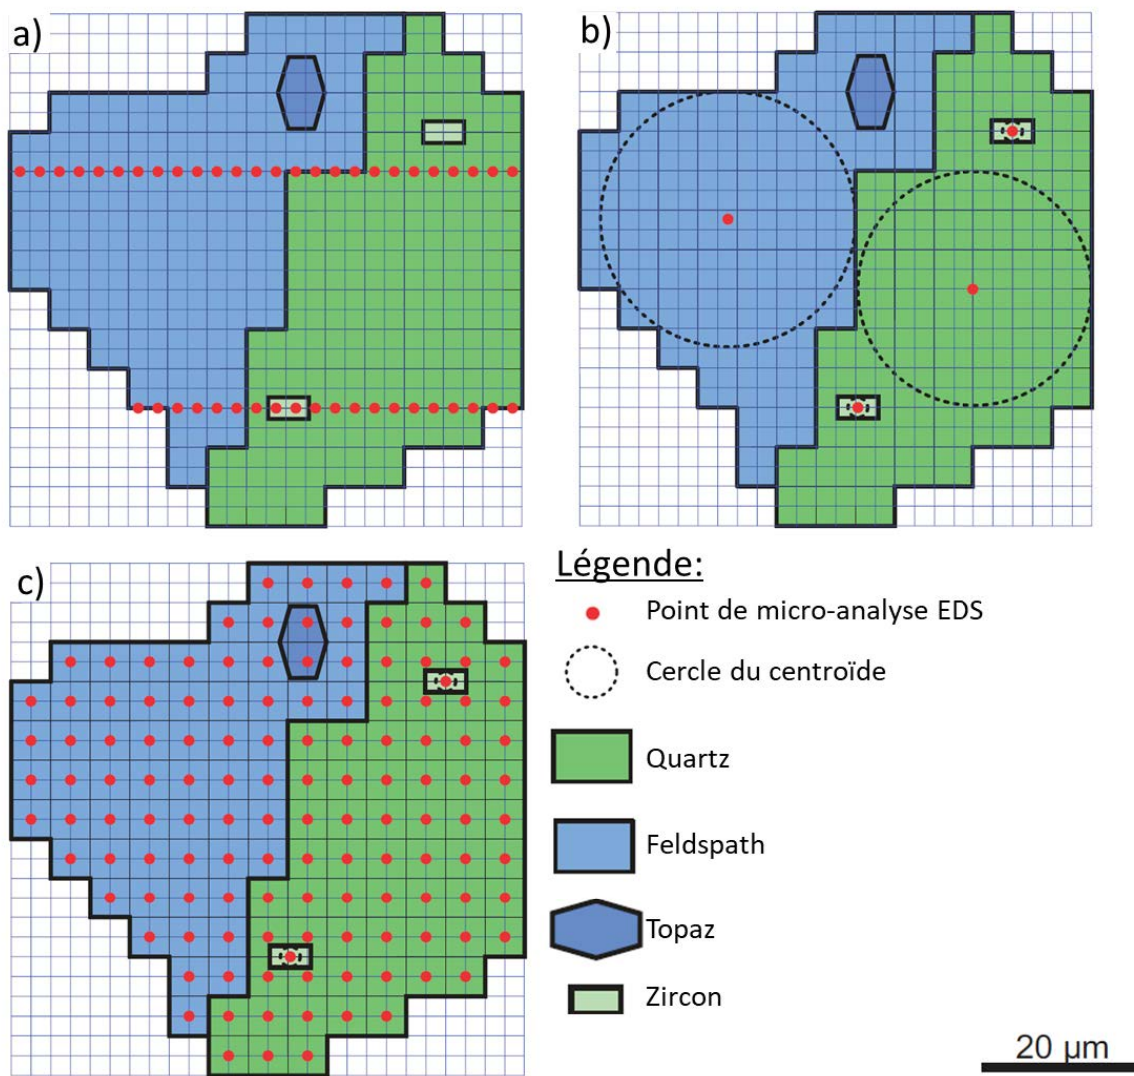 a)
b)
c)
Légende:
Point de micro-analyse EDS
Cercle du centroïde
Quartz
Feldspath
Topaz
Zircon
20 µm